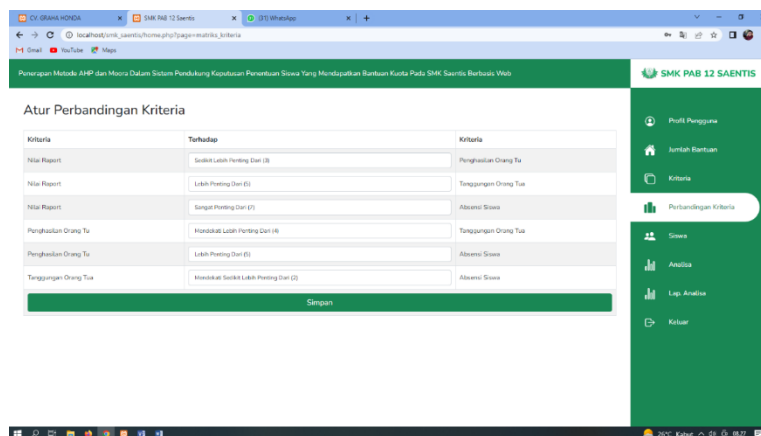 CV. GRAHA HONDA
SMK PAB 12 Saentis
(31) WhatsApp
localhost/smk_saentis/home.php?page=matriks_kriteria
Gmail YouTube Maps
Penerapan Metode AHP dan Moora Dalam Sistem Pendukung Keputusan Penentuan Siswa Yang Mendapatkan Bantuan Kuota Pada SMK Saentis Berbasis Web
SMK PAB 12 SAENTIS
Atur Perbandingan Kriteria
Kriteria Terhadap Kriteria
Nilai Raport Sedikit Lebih Penting Dari (3) Penghasilan Orang Tu
Nilai Raport Lebih Penting Dari (5) Tanggungan Orang Tua
Nilai Raport Sangat Penting Dari (7) Absensi Siswa
Penghasilan Orang Tu Mendekati Lebih Penting Dari (4) Tanggungan Orang Tua
Penghasilan Orang Tu Lebih Penting Dari (5) Absensi Siswa
Tanggungan Orang Tua Mendekati Sedikit Lebih Penting Dari (2) Absensi Siswa
Simpan
Profil Pengguna
Jumlah Bantuan
Kriteria
Perbandingan Kriteria
Siswa
Analisa
Lap. Analisa
Keluar
26°C Kabut 08.27